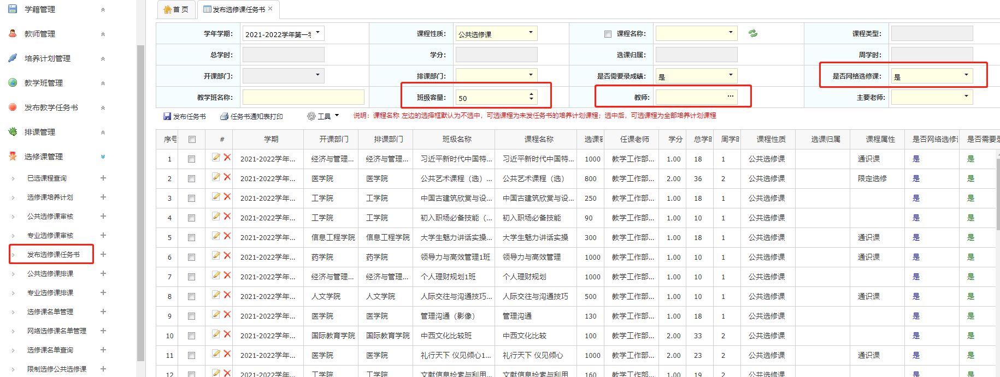 学籍管理
教师管理
培养计划管理
教学班管理
发布教学任务书
排课管理
选修课管理
已选课程查询
选修课培养计划
公共选修课审核
专业选修课审核
发布选修课任务书
公共选修课排课
专业选修课排课
选修课名单管理
网络选修课名单管理
选修课名单查询
限制选修公共选修课
首 页 发布选修课任务书
学年学期: 2021-2022学年第一学 课程性质: 公共选修课 课程名称: 课程类型:
总学时: 学分: 选课归属: 周学时:
开课部门: 排课部门: 是否需要录成绩: 是 是否网络选修课: 是
教学班名称: 班级容量: 50 教师: ... 主要老师:
发布任务书 任务书通知表打印 工具 说明：课程名称 左边的选择框默认为不选中，可选课程为未发任务书的培养计划课程；选中后，可选课程为全部培养计划课程
序号 # 学期 开课部门 排课部门 班级名称 课程名称 选课容 任课老师 学分 总学时 周学时 课程性质 选课归属 课程属性 是否网络选修课 是否需要录
1 2021-2022学年... 经济与管理... 经济与管理... 习近平新时代中国特... 习近平新时代中国特... 1000 教学工作部... 1.00 18 1 公共选修课 通识课 是 是
2 2021-2022学年... 医学院 医学院 公共艺术课程（选）... 公共艺术课程（选） 800 教学工作部... 2.00 36 2 公共选修课 限定选修 是 是
3 2021-2022学年... 工学院 工学院 中国古建筑欣赏与设... 中国古建筑欣赏与设... 250 教学工作部... 1.00 18 1 公共选修课 是 是
4 2021-2022学年... 工学院 工学院 初入职场必备技能（... 初入职场必备技能 90 教学工作部... 1.00 10 1 公共选修课 是 是
5 2021-2022学年... 信息工程学院 信息工程学院 大学生魅力讲话实操... 大学生魅力讲话实操 300 教学工作部... 1.00 18 1 公共选修课 通识课 是 是
6 2021-2022学年... 药学院 药学院 领导力与高效管理1班 领导力与高效管理 1000 教学工作部... 1.00 10 1 公共选修课 通识课 是 是
7 2021-2022学年... 经济与管理... 经济与管理... 个人理财规划1班 个人理财规划 1000 教学工作部... 1.00 10 1 公共选修课 是 是
8 2021-2022学年... 人文学院 人文学院 人际交往与沟通技巧... 人际交往与沟通技巧 500 教学工作部... 1.00 10 1 公共选修课 通识课 是 是
9 2021-2022学年... 医学院 医学院 管理沟通（影像） 管理沟通 130 教学工作部... 1.00 18 1 公共选修课 是 是
10 2021-2022学年... 国际教育学院 国际教育学院 中西文化比较班 中西文化比较 100 教学工作部... 2.00 33 2 公共选修课 是 是
11 2021-2022学年... 医学院 医学院 礼行天下 仪见倾心1... 礼行天下 仪见倾心 1000 教学工作部... 2.00 23 2 公共选修课 通识课 是 是
12 2021-2022学年... 工学院 工学院 文献信息检索与利用... 文献信息检索与利用 160 教学工作部... 1.00 19 2 公共选修课 是 是